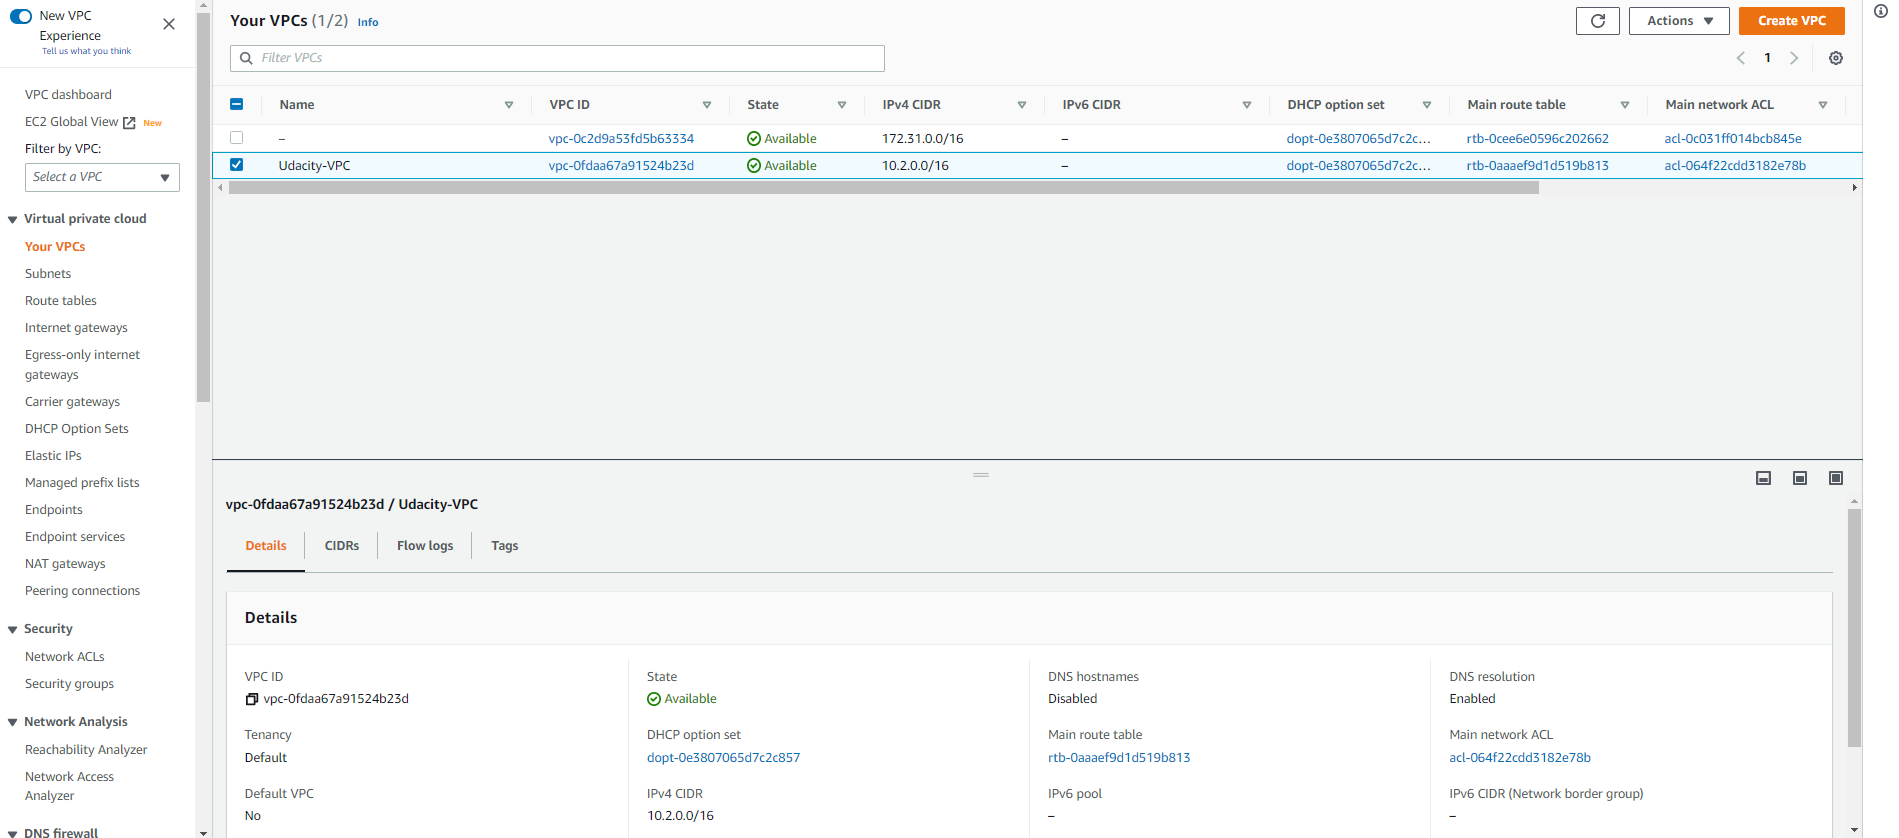 New VPC
Experience
Tell us what you think
VPC dashboard
EC2 Global View New
Filter by VPC:
Select a VPC
Virtual private cloud
Your VPCs
Subnets
Route tables
Internet gateways
Egress-only internet
gateways
Carrier gateways
DHCP Option Sets
Elastic IPs
Managed prefix lists
Endpoints
Endpoint services
NAT gateways
Peering connections
Security
Network ACLs
Security groups
Network Analysis
Reachability Analyzer
Network Access
Analyzer
DNS firewall
Your VPCs (1/2) Info
Actions
Create VPC
Filter VPCs
1
Name VPC ID State IPv4 CIDR IPv6 CIDR DHCP option set Main route table Main network ACL
– vpc-0c2d9a53fd5b63334 Available 172.31.0.0/16 – dopt-0e3807065d7c2c... rtb-0cee6e0596c202662 acl-0c031ff014bcb845e
Udacity-VPC vpc-0fdaa67a91524b23d Available 10.2.0.0/16 – dopt-0e3807065d7c2c... rtb-0aaaef9d1d519b813 acl-064f22cdd3182e78b
vpc-0fdaa67a91524b23d / Udacity-VPC
Details CIDRs Flow logs Tags
Details
VPC ID State DNS hostnames DNS resolution
vpc-0fdaa67a91524b23d Available Disabled Enabled
Tenancy DHCP option set Main route table Main network ACL
Default dopt-0e3807065d7c2c857 rtb-0aaaef9d1d519b813 acl-064f22cdd3182e78b
Default VPC IPv4 CIDR IPv6 pool IPv6 CIDR (Network border group)
No 10.2.0.0/16 – –